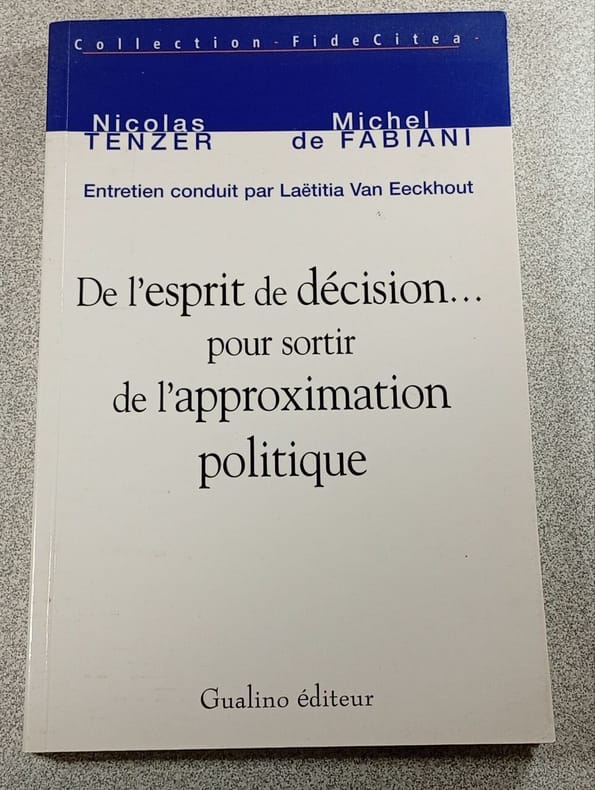 Collection - FideCitea -
Nicolas TENZER
Michel de FABIANI
Entretien conduit par Laëtitia Van Eeckhout
De l'esprit de décision...
pour sortir
de l'approximation
politique
Gualino éditeur